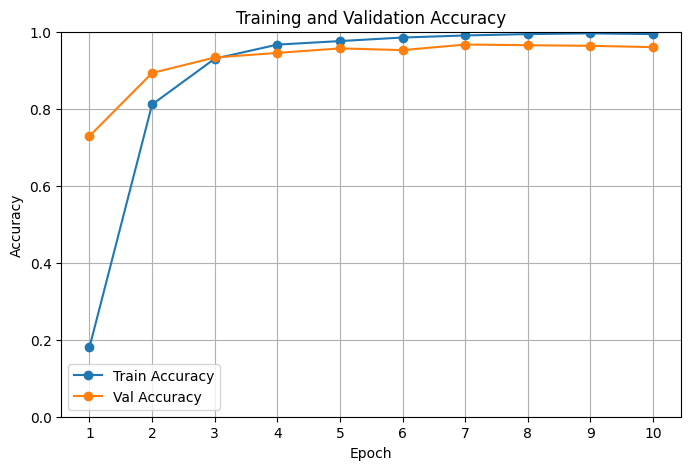 Training and Validation Accuracy
1.0
0.8
0.6
0.4
0.2
0.0
Accuracy
Train Accuracy
Val Accuracy
1 2 3 4 5 6 7 8 9 10
Epoch